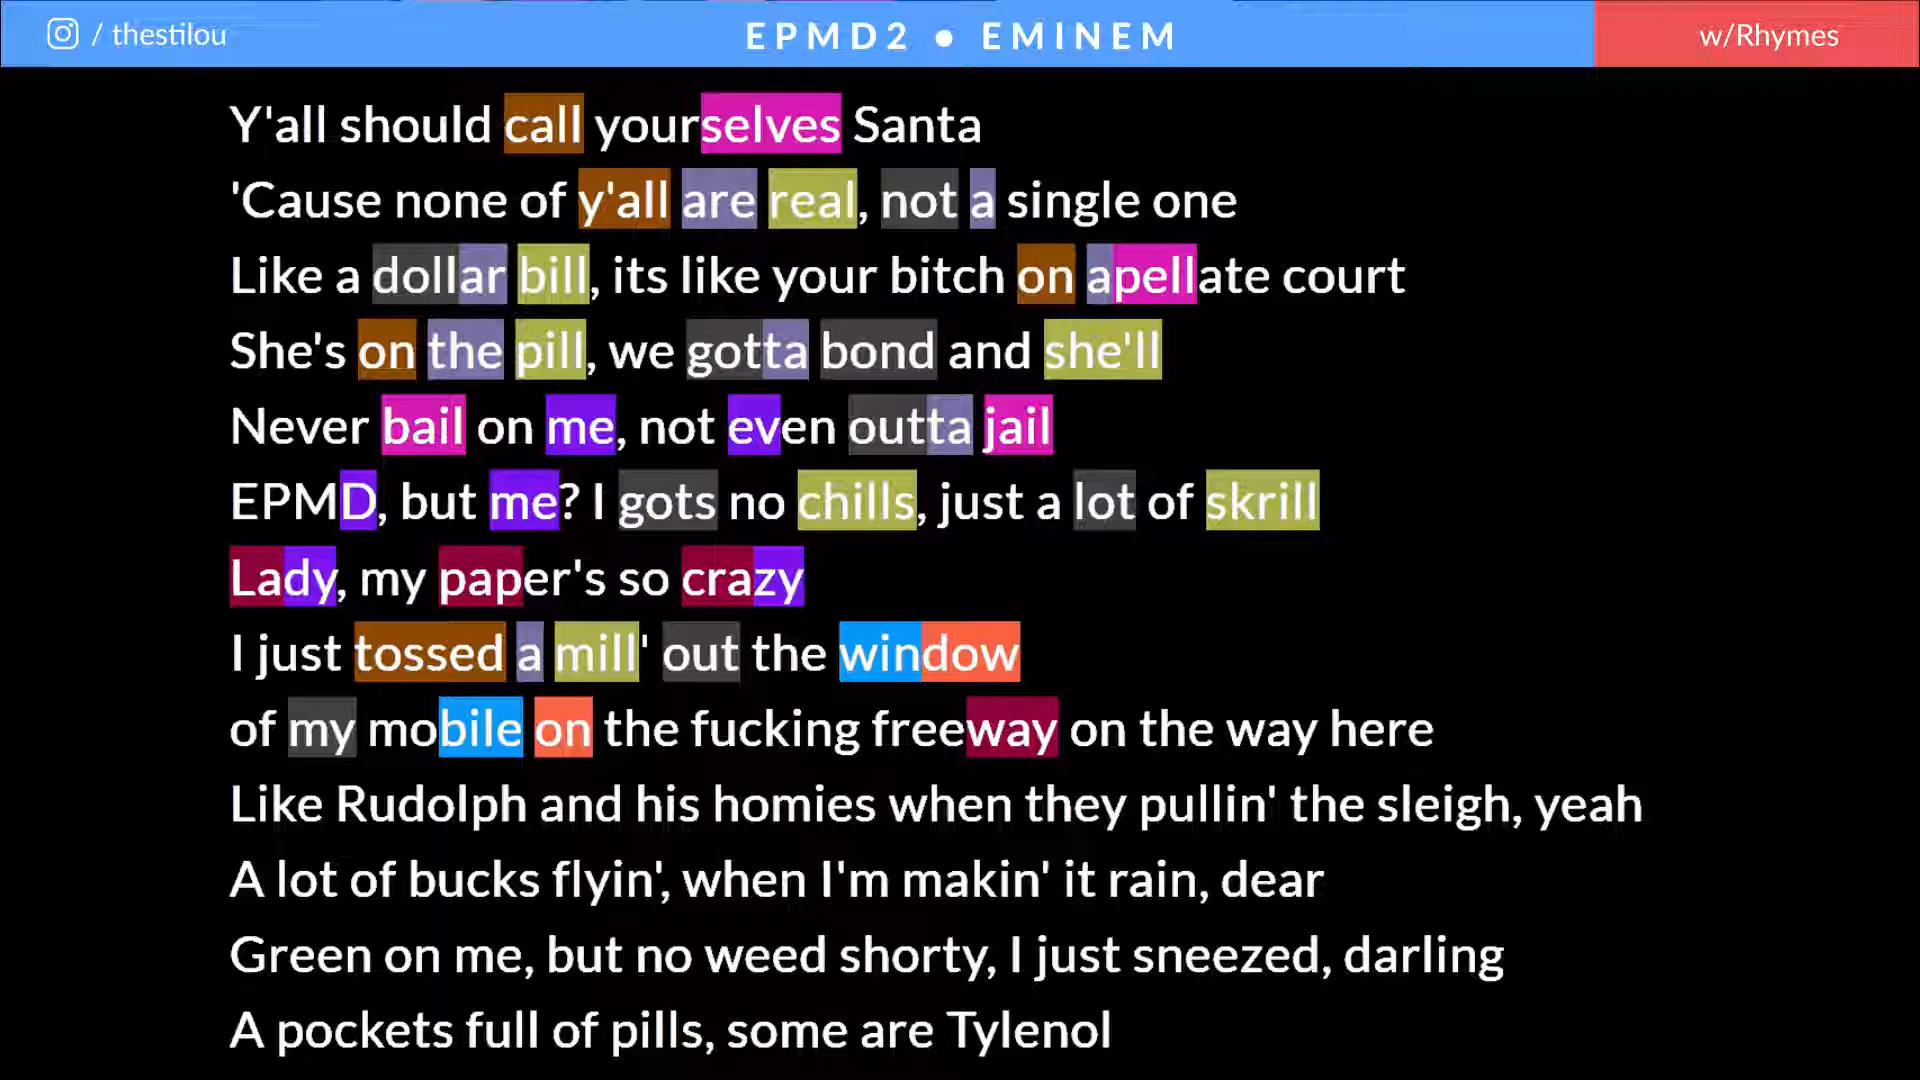 / thestilou
EPMD2 • EMINEM
w/Rhymes
Y'all should call yourselves Santa
'Cause none of y'all are real, not a single one
Like a dollar bill, its like your bitch on apellate court
She's on the pill, we gotta bond and she'll
Never bail on me, not even outta jail
EPMD, but me? I gots no chills, just a lot of skrill
Lady, my paper's so crazy
I just tossed a mill' out the window
of my mobile on the fucking freeway on the way here
Like Rudolph and his homies when they pullin' the sleigh, yeah
A lot of bucks flyin', when I'm makin' it rain, dear
Green on me, but no weed shorty, I just sneezed, darling
A pockets full of pills, some are Tylenol